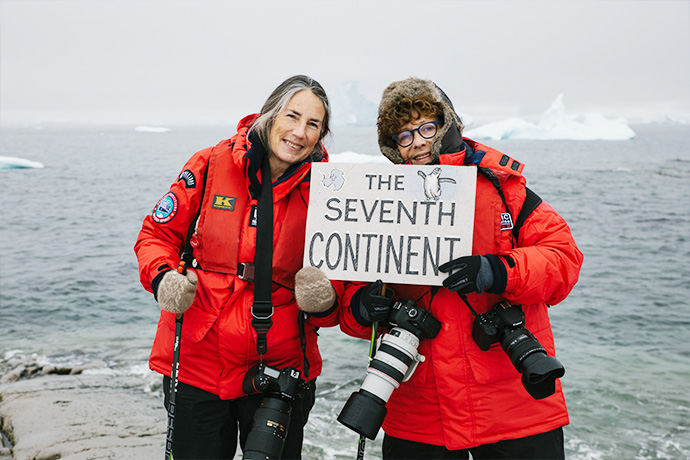 THE
SEVENTH
CONTINENT
K